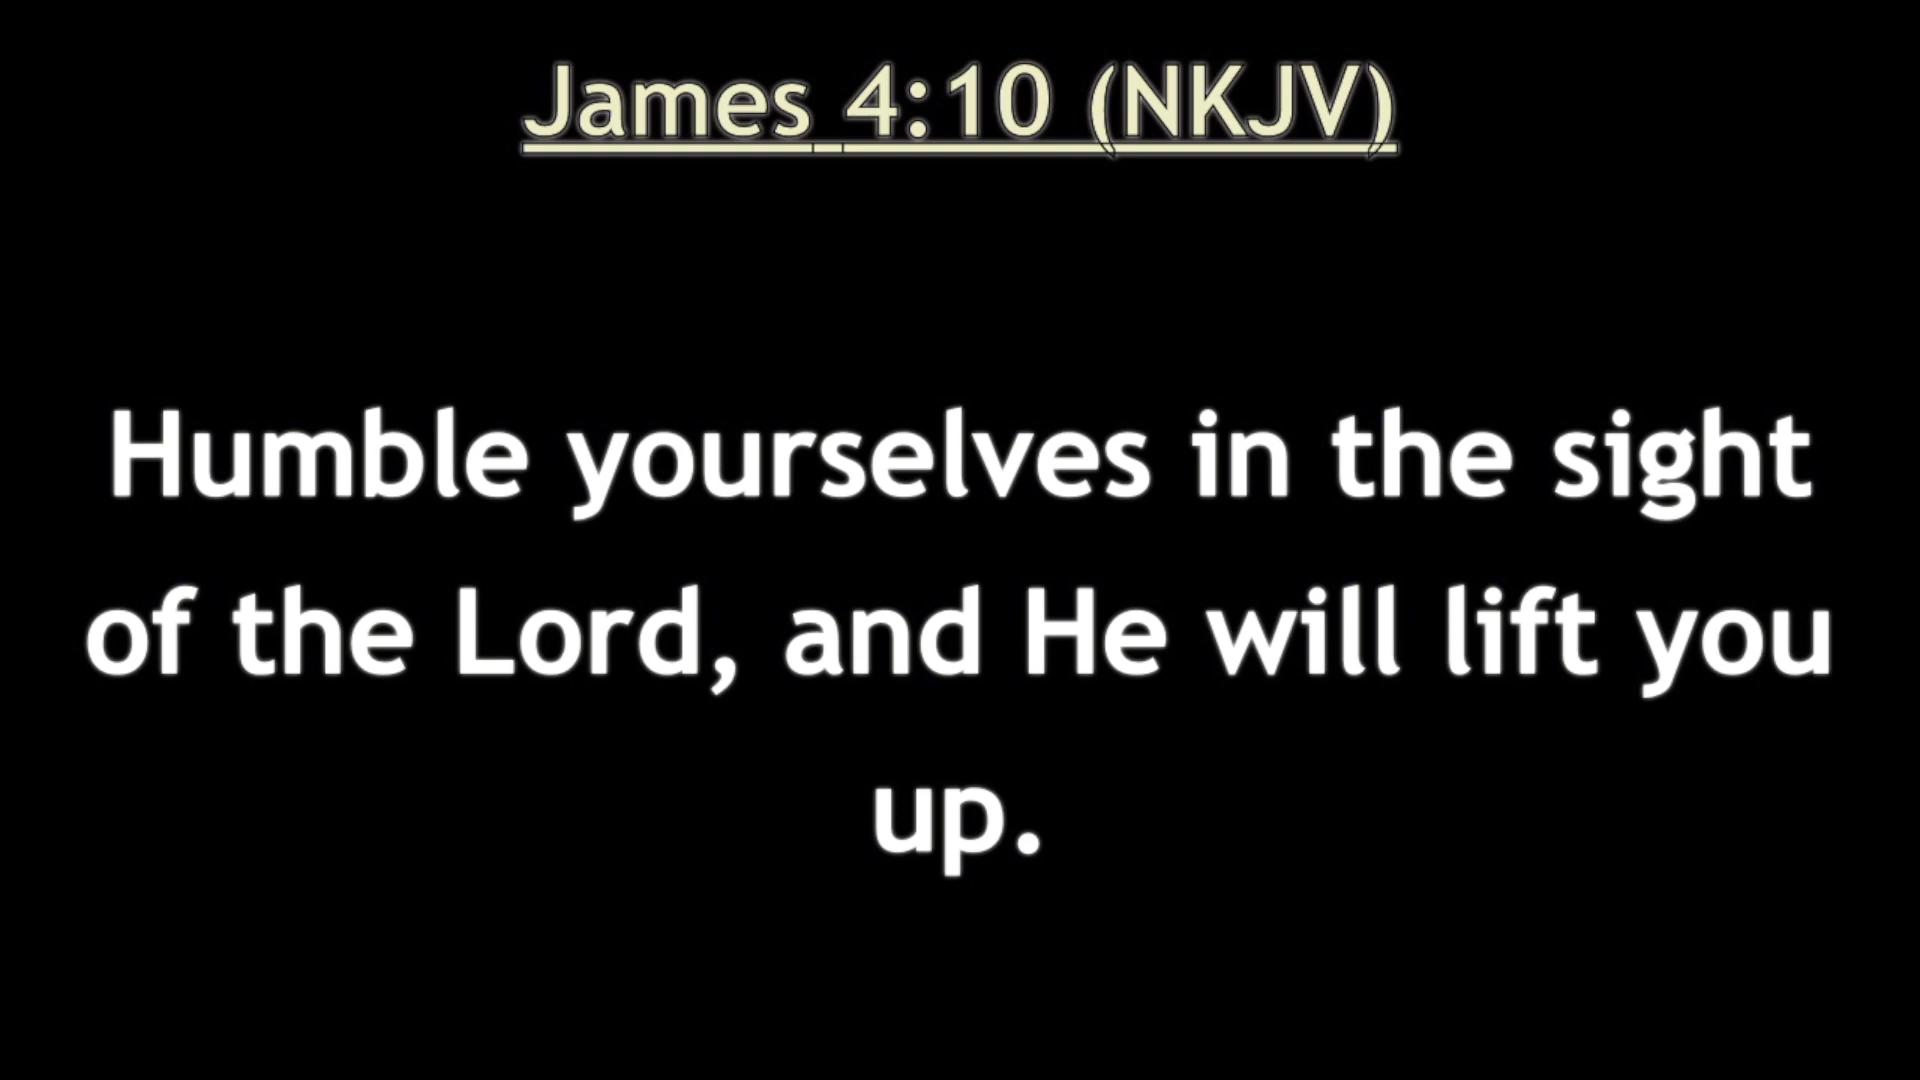 James 4:10 (NKJV)
Humble yourselves in the sight
of the Lord, and He will lift you
up.